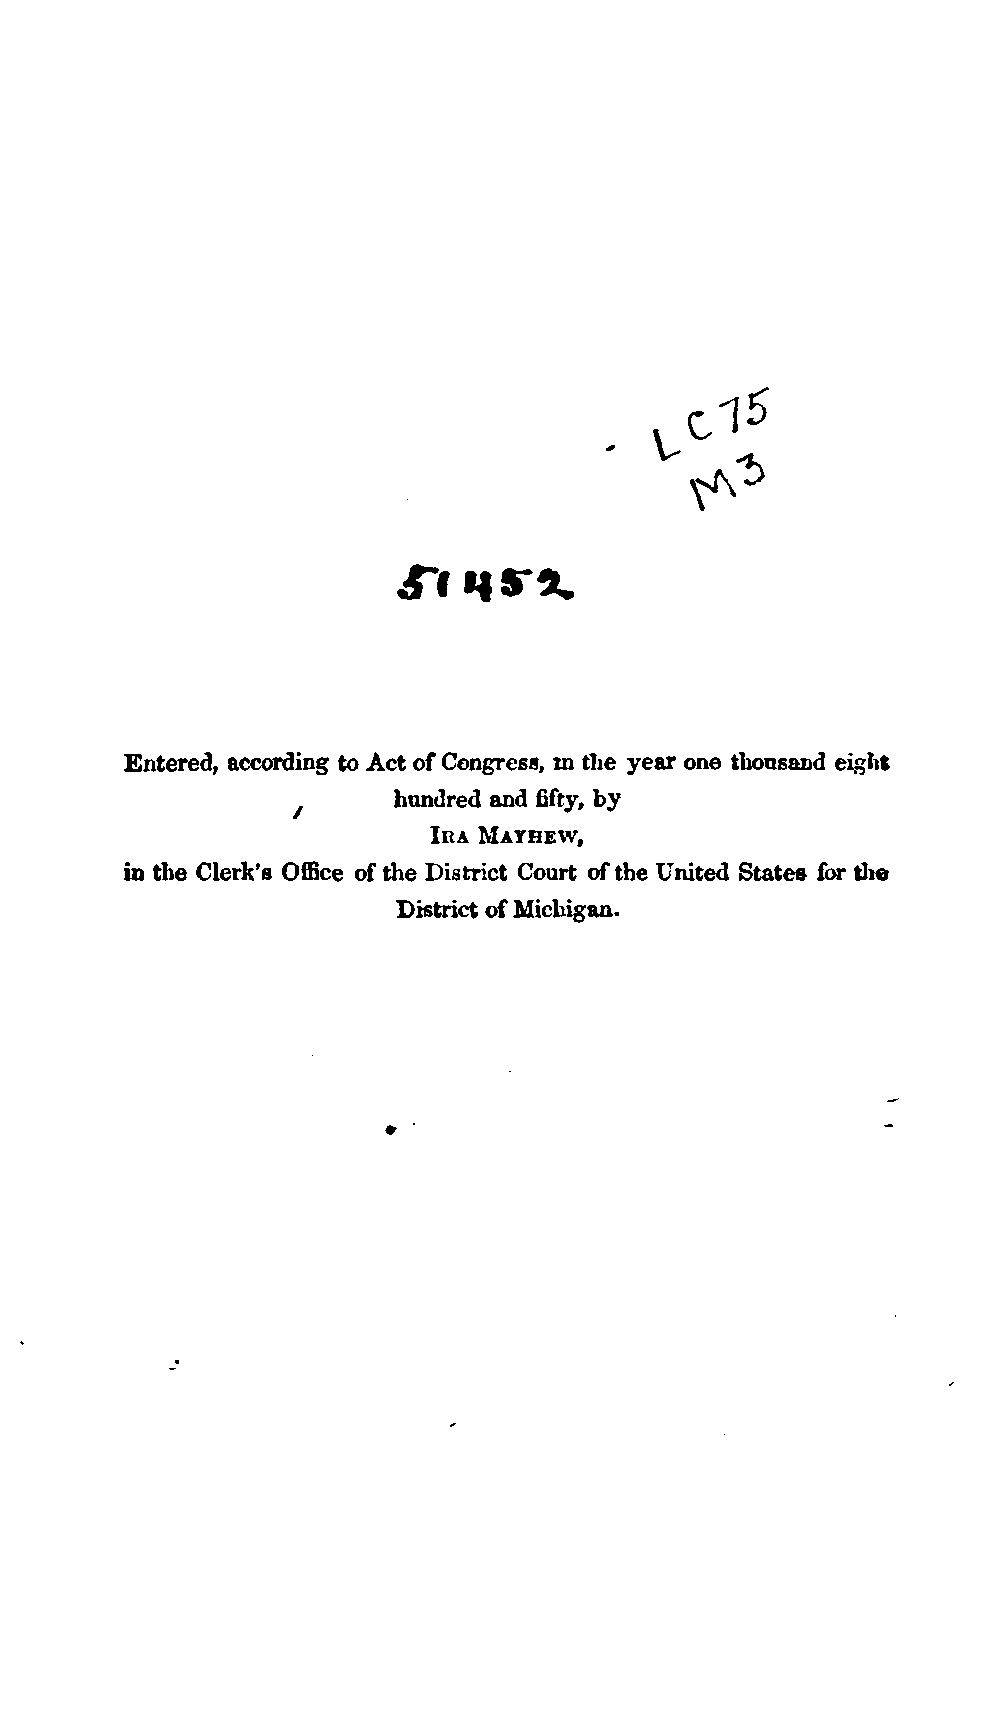 LC75
M3
51452
Entered, according to Act of Congress, in the year one thousand eight
hundred and fifty, by
IRA MAYHEW,
in the Clerk's Office of the District Court of the United States for the
District of Michigan.